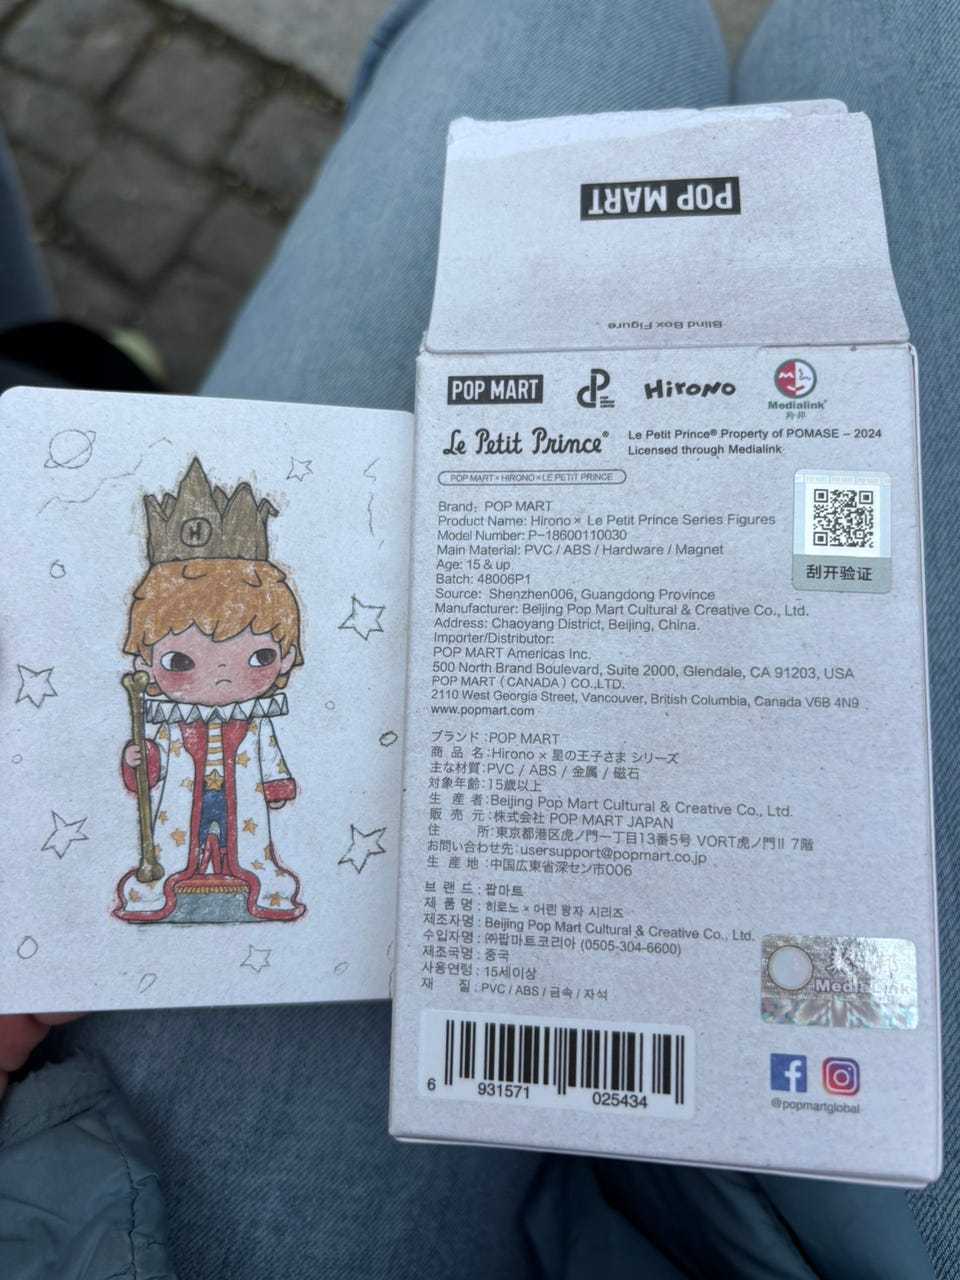 POP MART
Blind Box Figure
POP MART POP DESIGN CENTER Hirono Medialink®
羚邦
Le Petit Prince®
Le Petit Prince® Property of POMASE – 2024
Licensed through Medialink
POP MART × HIRONO × LE PETIT PRINCE
Brand: POP MART
Product Name: Hirono × Le Petit Prince Series Figures
Model Number: P-18600110030
Main Material: PVC / ABS / Hardware / Magnet
Age: 15 & up
Batch: 48006P1
Source: Shenzhen006, Guangdong Province
Manufacturer: Beijing Pop Mart Cultural & Creative Co., Ltd.
Address: Chaoyang District, Beijing, China.
Importer/Distributor:
POP MART Americas Inc.
500 North Brand Boulevard, Suite 2000, Glendale, CA 91203, USA
POP MART (CANADA) CO.,LTD.
2110 West Georgia Street, Vancouver, British Columbia, Canada V6B 4N9
www.popmart.com
刮开验证
ブランド:POP MART
商品名:Hirono × 星の王子さま シリーズ
主な材質:PVC / ABS / 金属 / 磁石
対象年齢:15歳以上
生産者:Beijing Pop Mart Cultural & Creative Co., Ltd.
販売元:株式会社 POP MART JAPAN
住所:東京都港区虎ノ門一丁目13番5号 VORT虎ノ門II 7階
お問い合わせ先:usersupport@popmart.co.jp
生産地:中国広東省深セン市006
브랜드:팝마트
제품명:히로노 × 어린 왕자 시리즈
제조자명:Beijing Pop Mart Cultural & Creative Co., Ltd.
수입자명:㈜팝마트코리아 (0505-304-6600)
제조국명:중국
사용연령:15세이상
재질:PVC / ABS / 금속 / 자석
羚邦
MediaLink
6 931571 025434
@popmartglobal
H